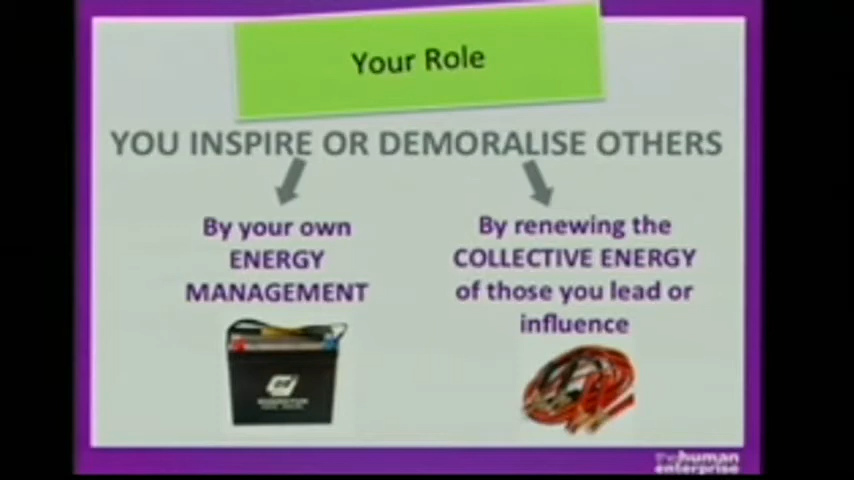 Your Role
YOU INSPIRE OR DEMORALISE OTHERS
By your own
ENERGY
MANAGEMENT
By renewing the
COLLECTIVE ENERGY
of those you lead or
influence
the human
enterprise